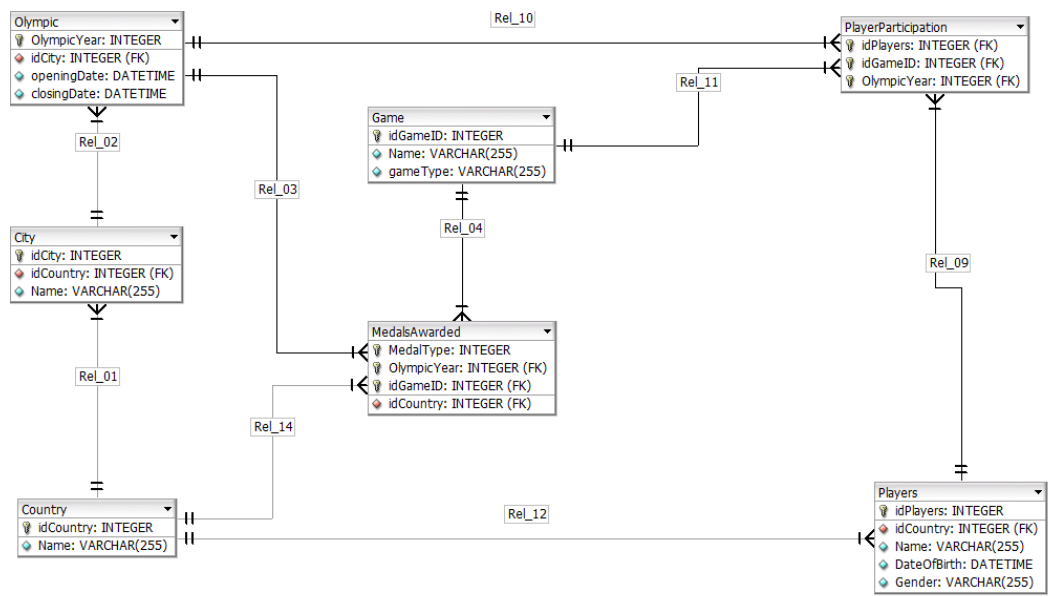 Olympic
OlympicYear: INTEGER
idCity: INTEGER (FK)
openingDate: DATETIME
closingDate: DATETIME
Rel_10
PlayerParticipation
idPlayers: INTEGER (FK)
idGameID: INTEGER (FK)
OlympicYear: INTEGER (FK)
Rel_11
Game
idGameID: INTEGER
Name: VARCHAR(255)
gameType: VARCHAR(255)
Rel_02
Rel_03
Rel_04
City
idCity: INTEGER
idCountry: INTEGER (FK)
Name: VARCHAR(255)
Rel_09
MedalsAwarded
MedalType: INTEGER
OlympicYear: INTEGER (FK)
idGameID: INTEGER (FK)
idCountry: INTEGER (FK)
Rel_01
Rel_14
Country
idCountry: INTEGER
Name: VARCHAR(255)
Rel_12
Players
idPlayers: INTEGER
idCountry: INTEGER (FK)
Name: VARCHAR(255)
DateOfBirth: DATETIME
Gender: VARCHAR(255)